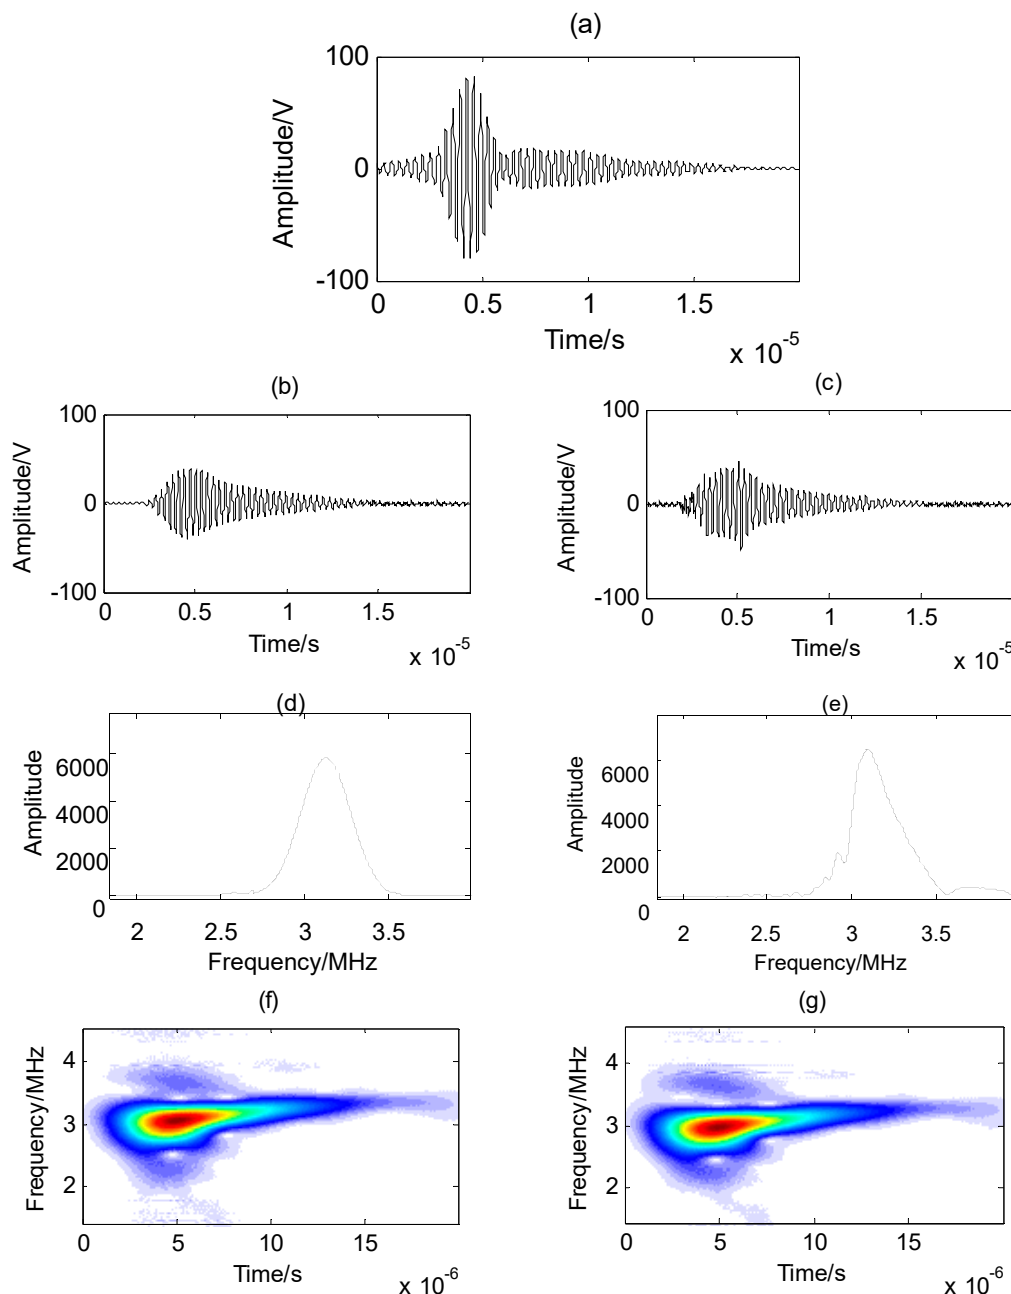 (a)
100
0
-100
Amplitude/V
0 0.5 1 1.5
Time/s
x 10-5
(b)
100
0
-100
Amplitude/V
0 0.5 1 1.5
Time/s
x 10-5
(c)
100
0
-100
Amplitude/V
0 0.5 1 1.5
Time/s
x 10-5
(d)
6000
4000
2000
0
Amplitude
2 2.5 3 3.5
Frequency/MHz
(e)
6000
4000
2000
0
Amplitude
2 2.5 3 3.5
Frequency/MHz
(f)
4
3
2
Frequency/MHz
0 5 10 15
Time/s
x 10-6
(g)
4
3
2
Frequency/MHz
0 5 10 15
Time/s
x 10-6